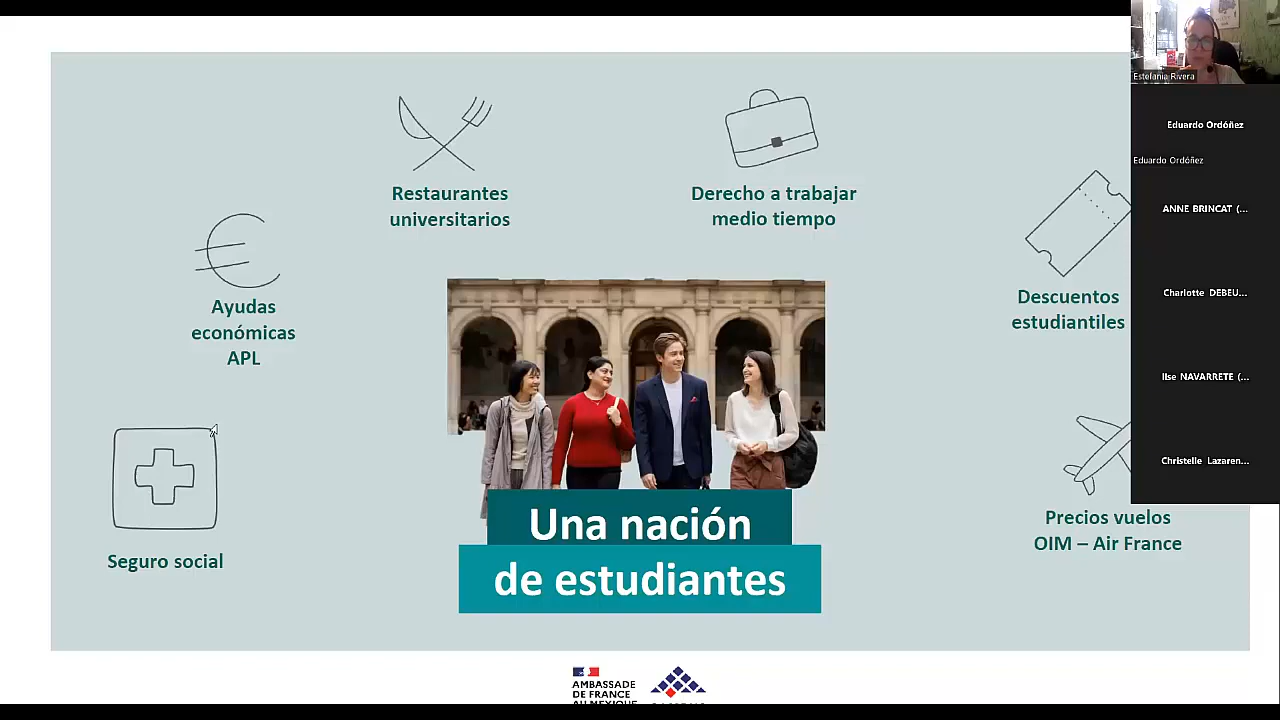 Restaurantes
universitarios
Derecho a trabajar
medio tiempo
Ayudas
económicas
APL
Descuentos
estudiantiles
Seguro social
Precios vuelos
OIM – Air France
Una nación
de estudiantes
AMBASSADE
DE FRANCE
AU MEXIQUE
Estefania Rivera
Eduardo Ordóñez
Eduardo Ordóñez
ANNE BRINCAT (...
Charlotte DEBEU...
Ilse NAVARRETE (...
Christelle Lazaren...